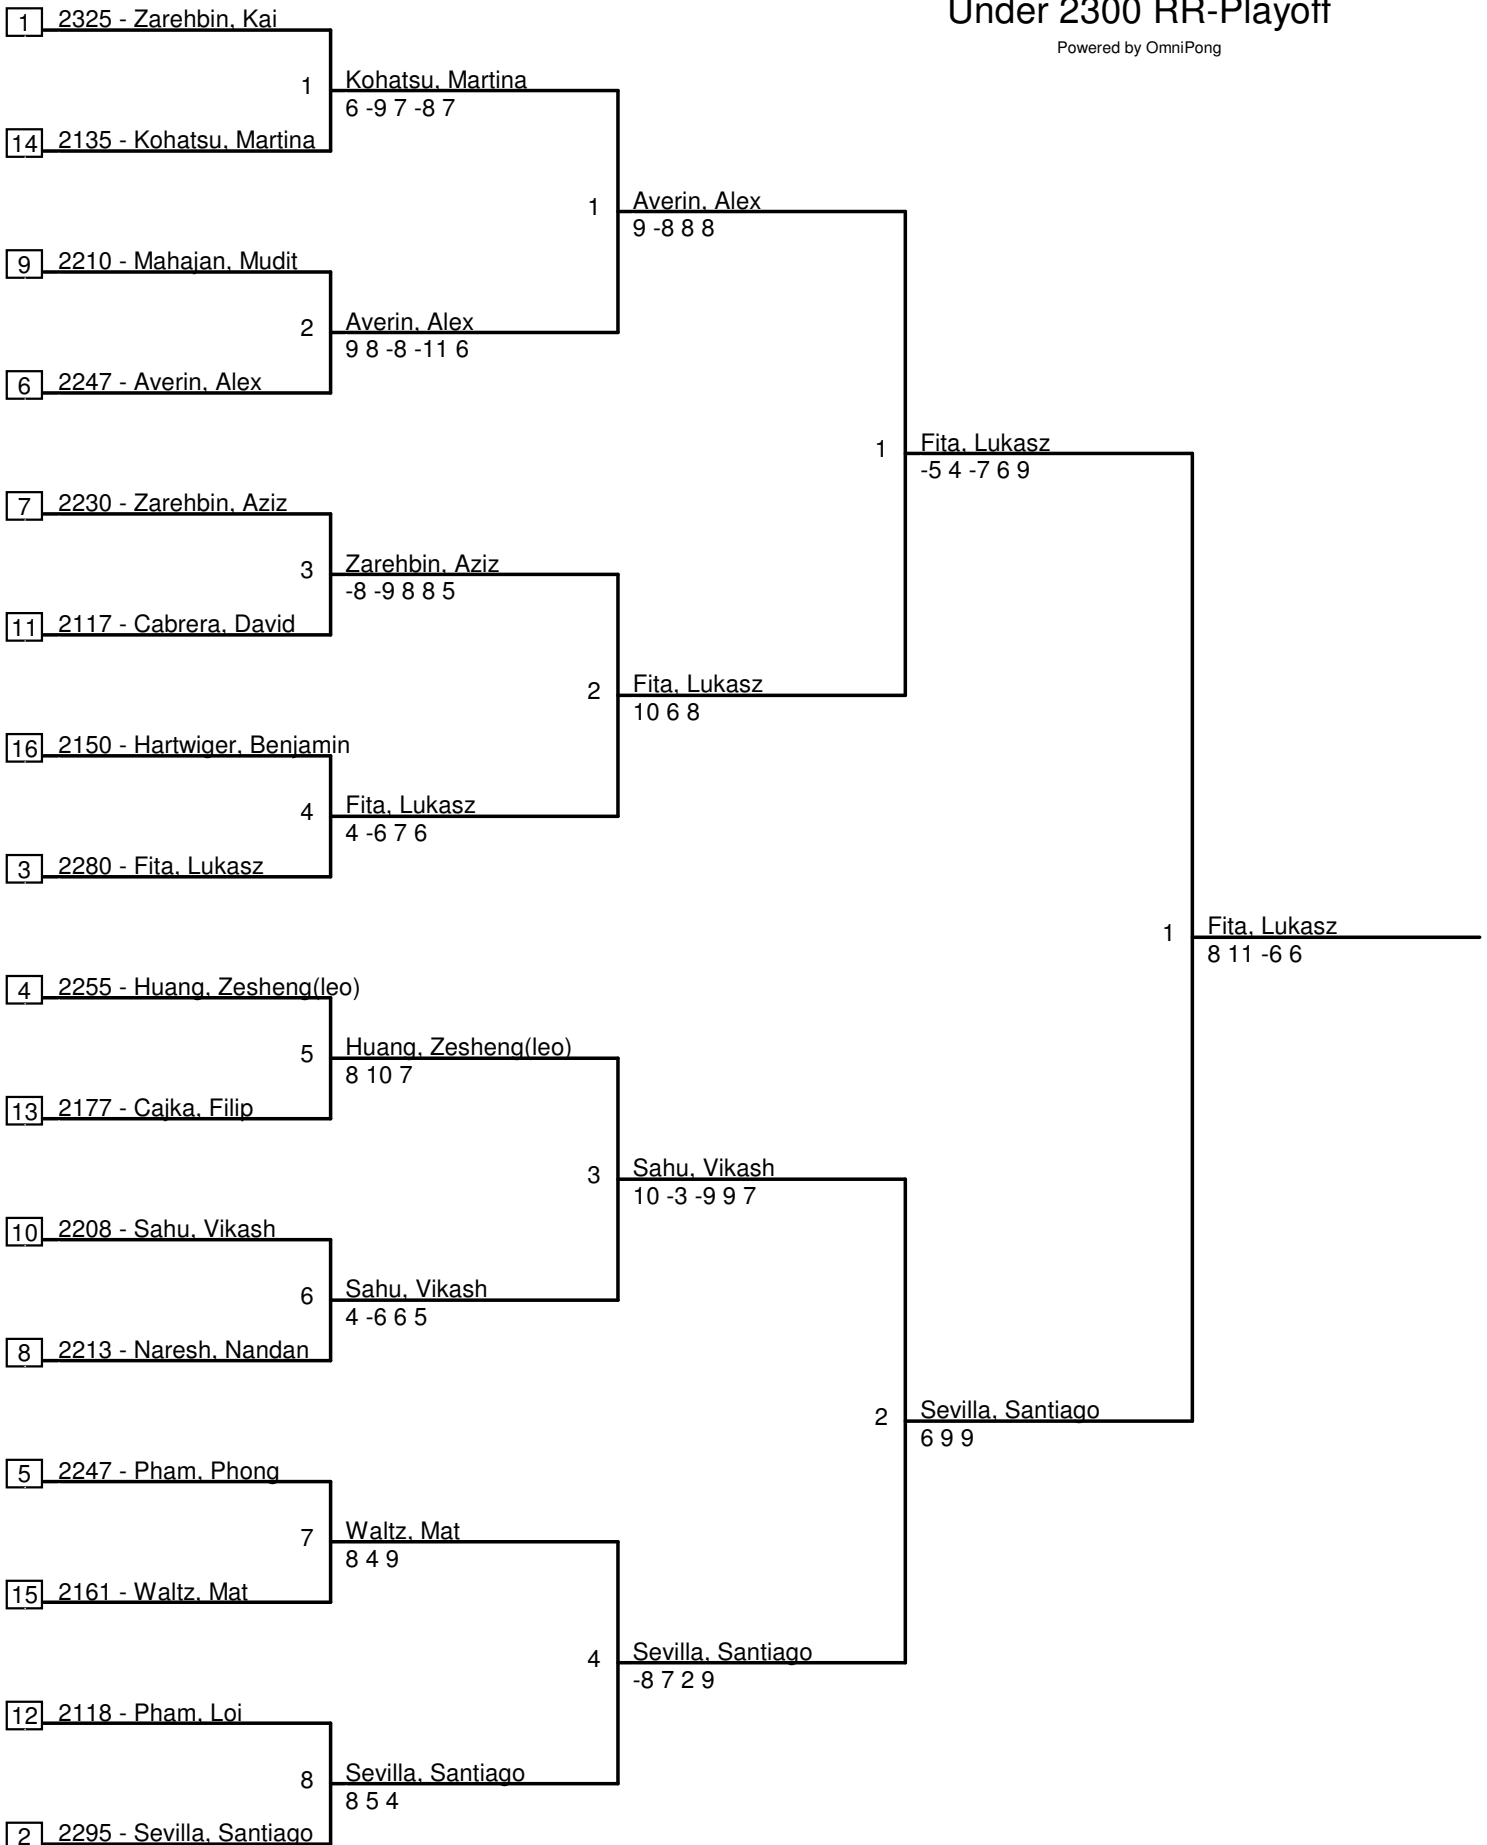 Under 2300 RR-Playoff
Powered by OmniPong
1 2325 - Zarehbin, Kai
1 Kohatsu, Martina
6 -9 7 -8 7
14 2135 - Kohatsu, Martina
1 Averin, Alex
9 -8 8 8
9 2210 - Mahajan, Mudit
2 Averin, Alex
9 8 -8 -11 6
6 2247 - Averin, Alex
1 Fita, Lukasz
-5 4 -7 6 9
7 2230 - Zarehbin, Aziz
3 Zarehbin, Aziz
-8 -9 8 8 5
11 2117 - Cabrera, David
2 Fita, Lukasz
10 6 8
16 2150 - Hartwiger, Benjamin
4 Fita, Lukasz
4 -6 7 6
3 2280 - Fita, Lukasz
1 Fita, Lukasz
8 11 -6 6
4 2255 - Huang, Zesheng(leo)
5 Huang, Zesheng(leo)
8 10 7
13 2177 - Cajka, Filip
3 Sahu, Vikash
10 -3 -9 9 7
10 2208 - Sahu, Vikash
6 Sahu, Vikash
4 -6 6 5
8 2213 - Naresh, Nandan
2 Sevilla, Santiago
6 9 9
5 2247 - Pham, Phong
7 Waltz, Mat
8 4 9
15 2161 - Waltz, Mat
4 Sevilla, Santiago
-8 7 2 9
12 2118 - Pham, Loi
8 Sevilla, Santiago
8 5 4
2 2295 - Sevilla, Santiago